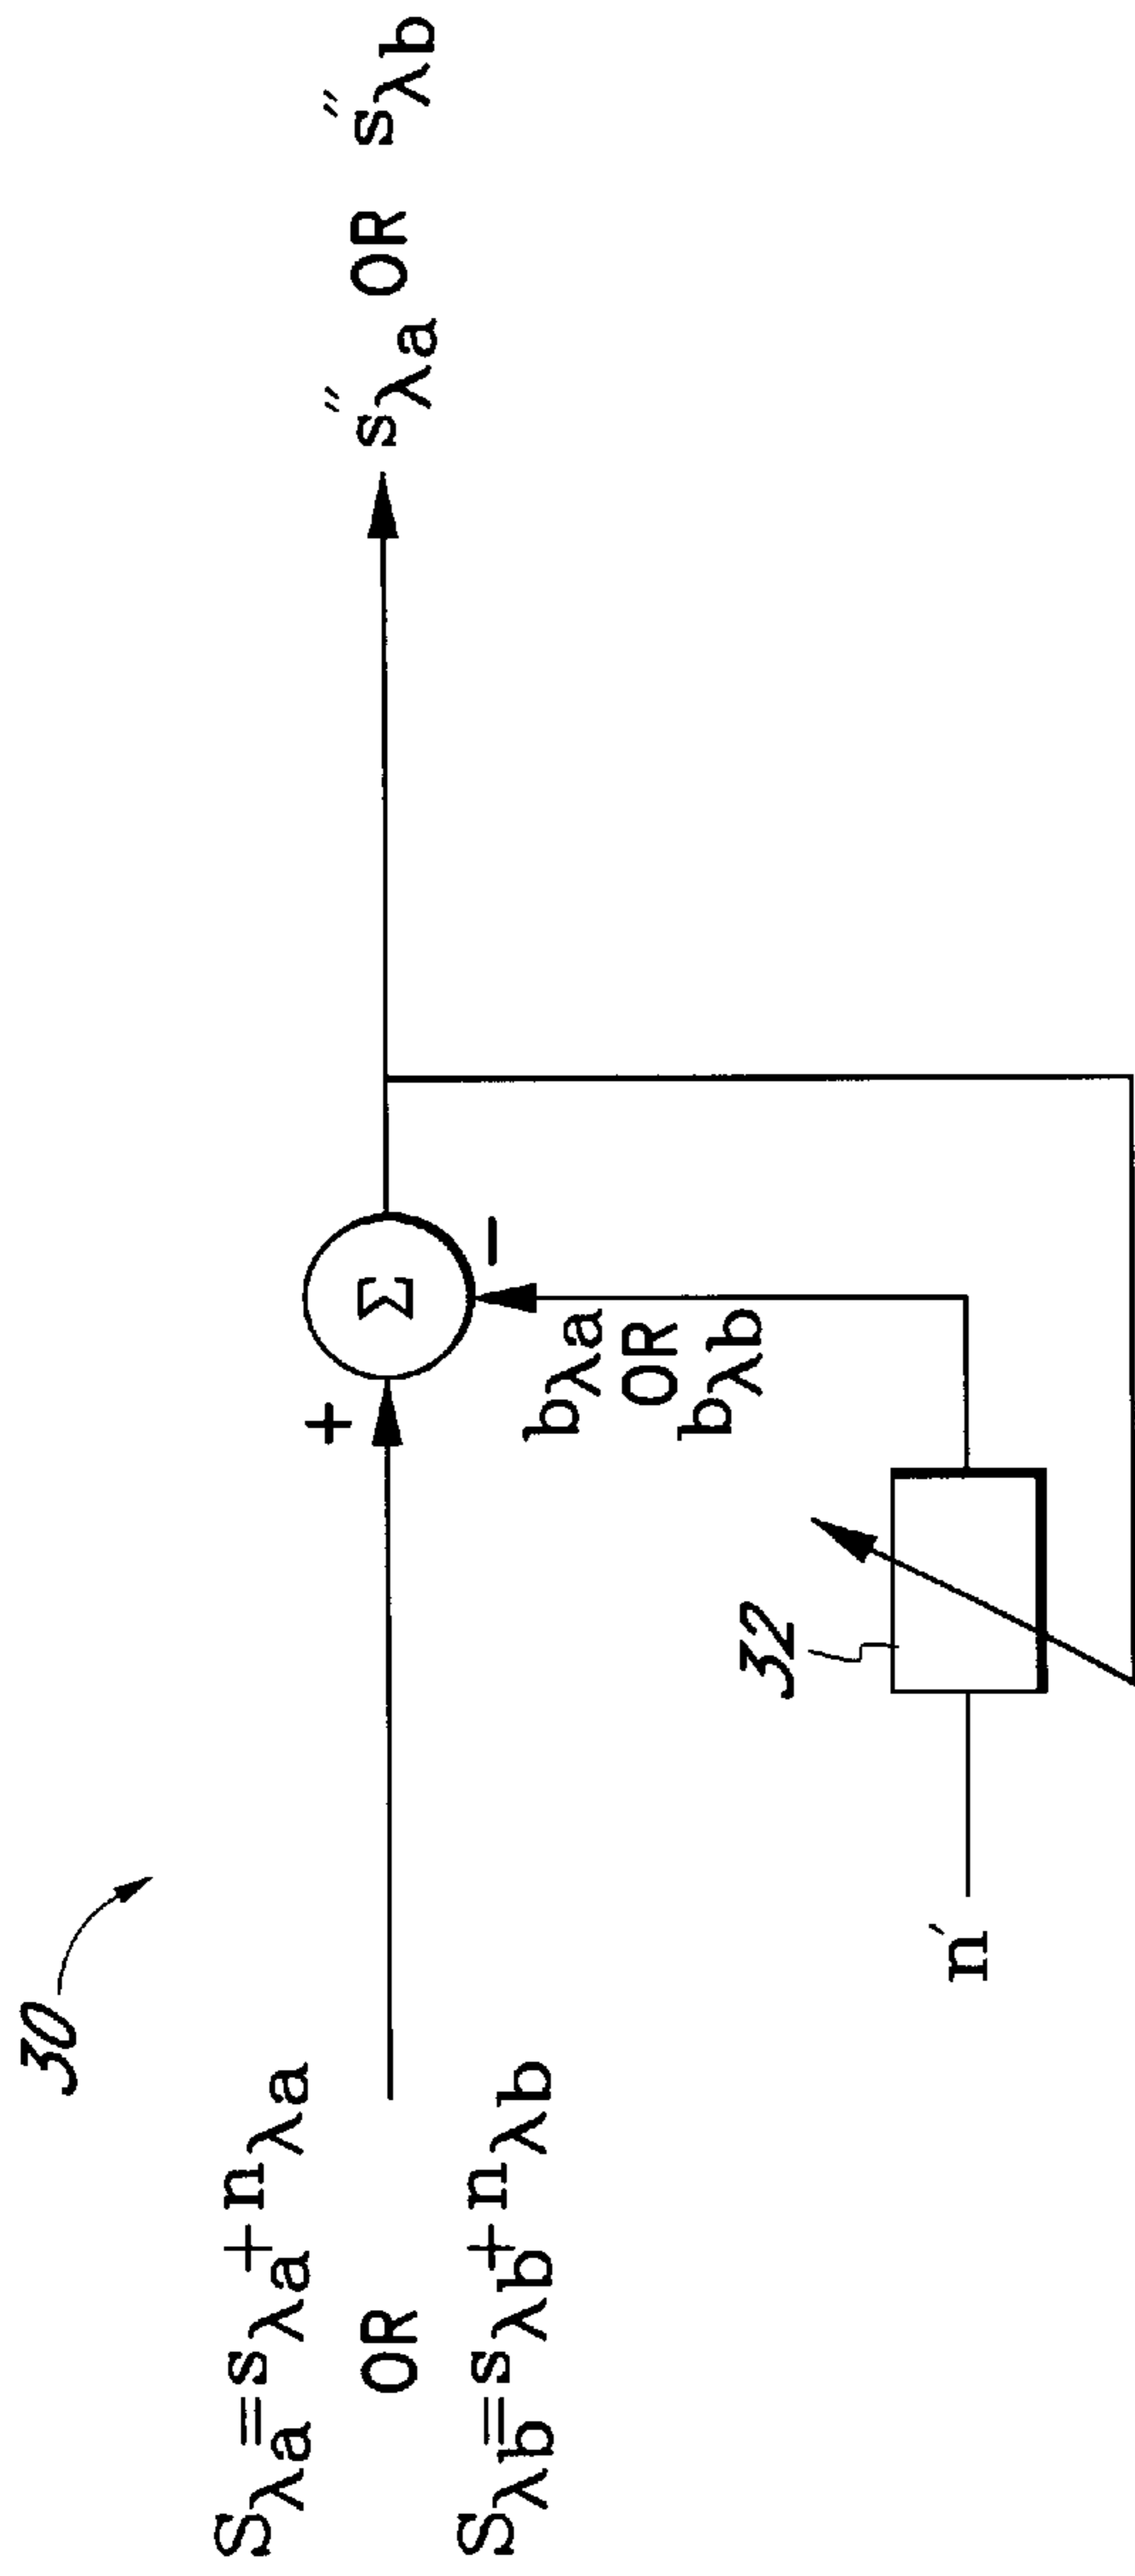 30
S_λa=s_λa+n_λa
OR
S_λb=s_λb+n_λb
+
Σ
−
s″_λa OR s″_λb
b_λa
OR
b_λb
32
n′